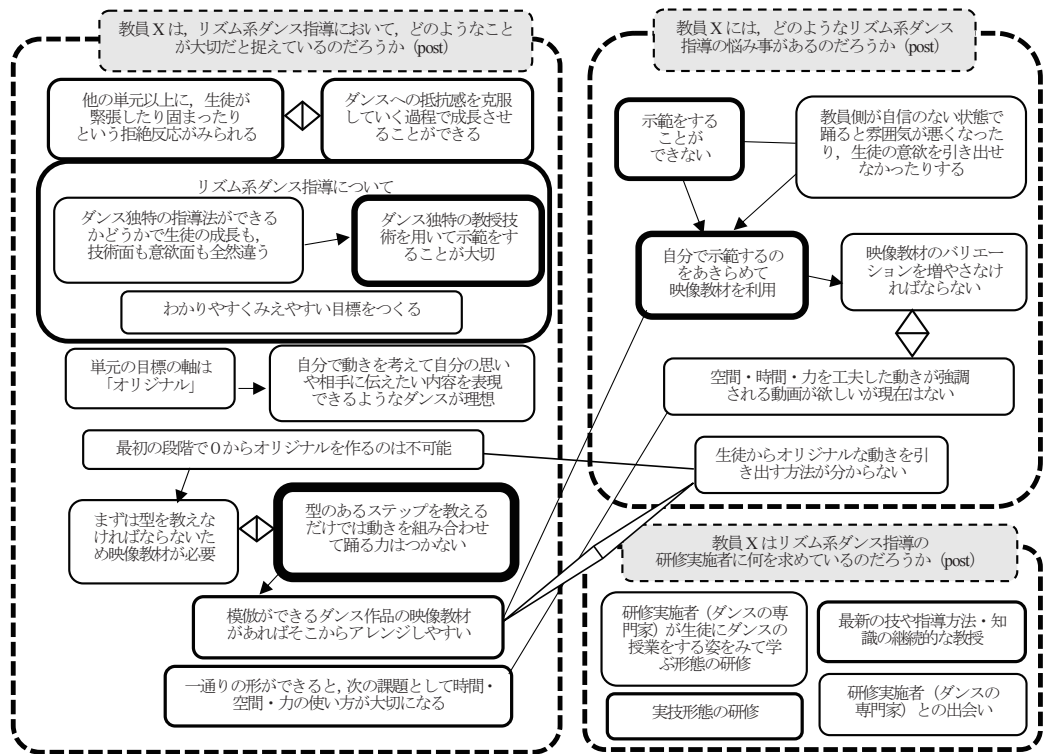 教員 X は，リズム系ダンス指導において，どのようなこと
が大切だと捉えているのだろうか（post）
他の単元以上に，生徒が
緊張したり固まったり
という拒絶反応がみられる
ダンスへの抵抗感を克服
していく過程で成長させ
ることができる
リズム系ダンス指導について
ダンス独特の指導法ができる
かどうかで生徒の成長も，
技術面も意欲面も全然違う
ダンス独特の教授技
術を用いて示範をす
ることが大切
わかりやすくみえやすい目標をつくる
単元の目標の軸は
「オリジナル」
自分で動きを考えて自分の思い
や相手に伝えたい内容を表現
できるようなダンスが理想
最初の段階で０からオリジナルを作るのは不可能
まずは型を教えな
ければならないた
め映像教材が必要
型のあるステップを教える
だけでは動きを組み合わせ
て踊る力はつかない
模倣ができるダンス作品の映像教材
があればそこからアレンジしやすい
一通りの形ができると，次の課題として時間・
空間・力の使い方が大切になる
教員 X には，どのようなリズム系ダンス
指導の悩み事があるのだろうか（post）
示範をする
ことが
できない
教員側が自信のない状態で
踊ると雰囲気が悪くなった
り，生徒の意欲を引き出せ
なかったりする
自分で示範するの
をあきらめて
映像教材を利用
映像教材のバリエ
ーションを増やさなけ
ればならない
空間・時間・力を工夫した動きが強調
される動画が欲しいが現在はない
生徒からオリジナルな動きを引
き出す方法が分からない
教員 X はリズム系ダンス指導の
研修実施者に何を求めているのだろうか（post）
研修実施者（ダンスの専
門家）が生徒にダンスの
授業をする姿をみて学
ぶ形態の研修
最新の技や指導方法・知
識の継続的な教授
実技形態の研修
研修実施者（ダンスの
専門家）との出会い